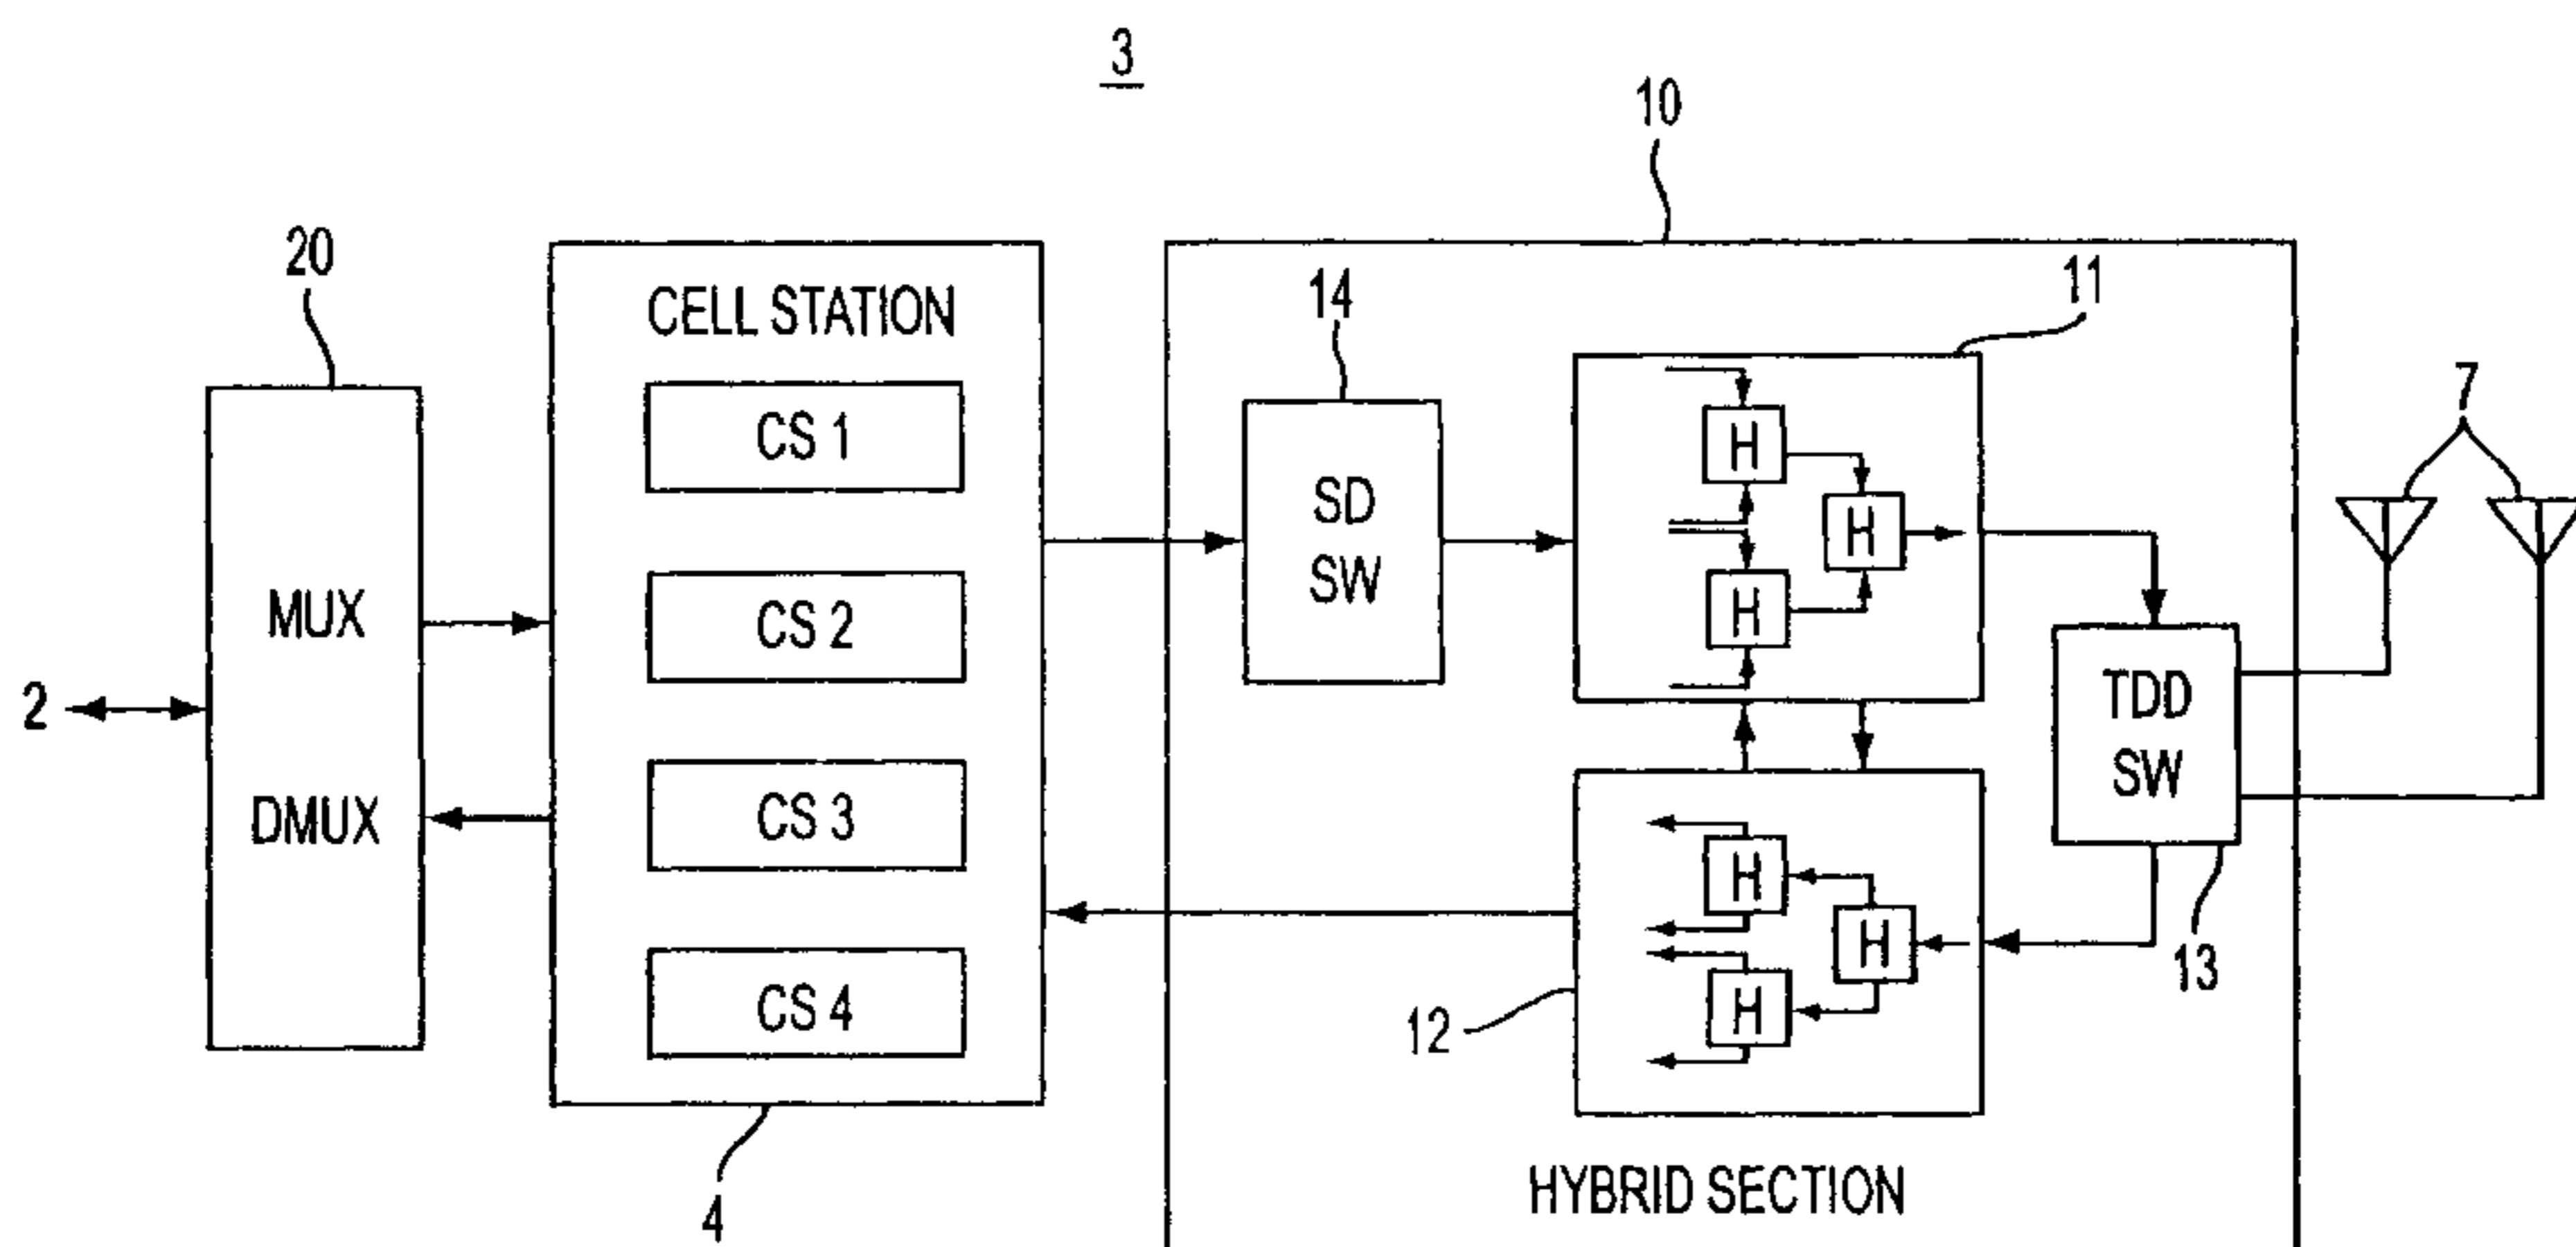 3
10
20
CELL STATION
14
11
7
CS 1
H
SD
SW
H
H
CS 2
MUX
TDD
SW
2
DMUX
CS 3
H
H
13
CS 4
H
12
HYBRID SECTION
4